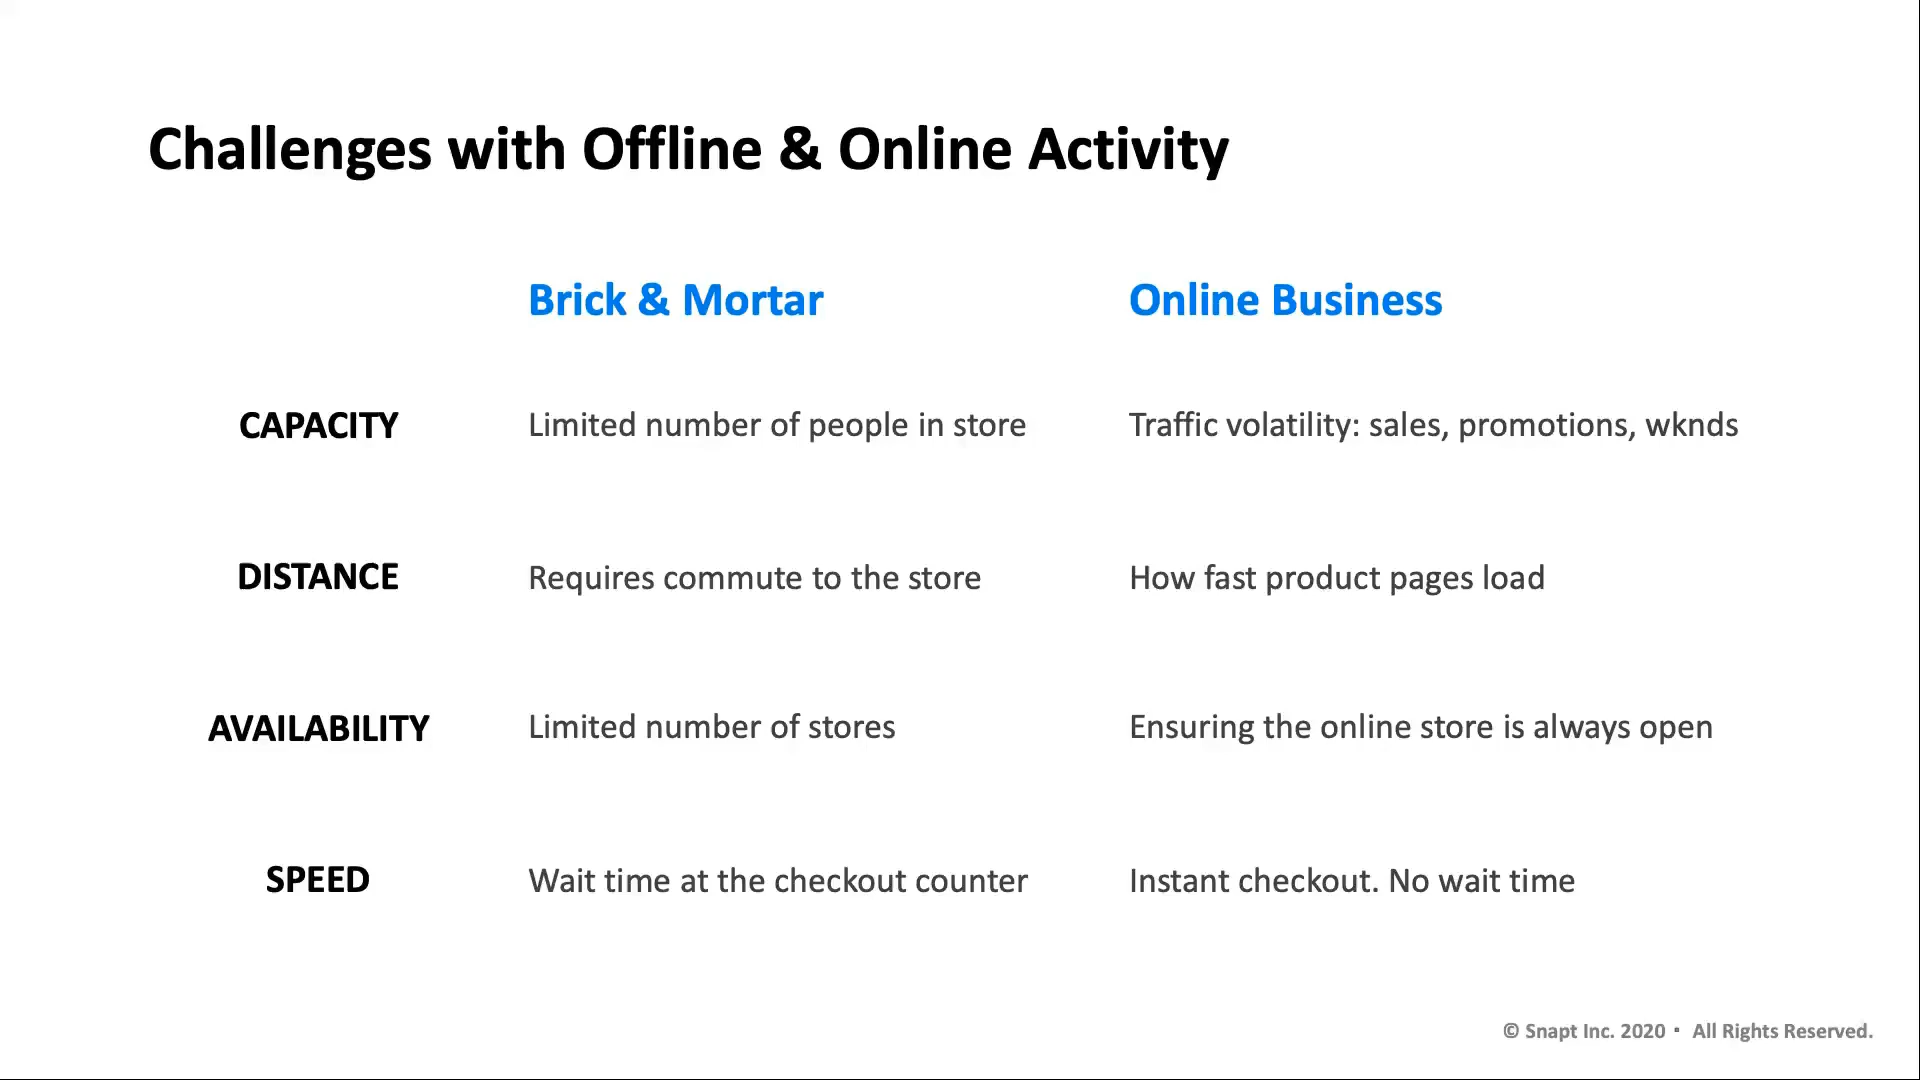 Challenges with Offline & Online Activity
Brick & Mortar
Online Business
CAPACITY
Limited number of people in store
Traffic volatility: sales, promotions, wknds
DISTANCE
Requires commute to the store
How fast product pages load
AVAILABILITY
Limited number of stores
Ensuring the online store is always open
SPEED
Wait time at the checkout counter
Instant checkout. No wait time
© Snapt Inc. 2020 • All Rights Reserved.